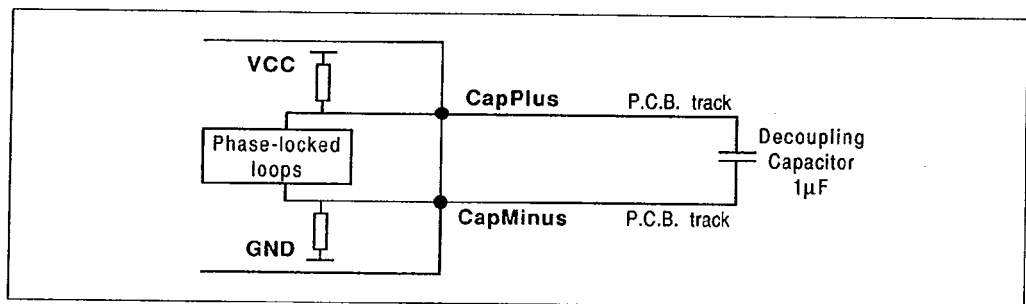 VCC
CapPlus
P.C.B. track
Phase-locked
loops
Decoupling
Capacitor
1μF
CapMinus
P.C.B. track
GND